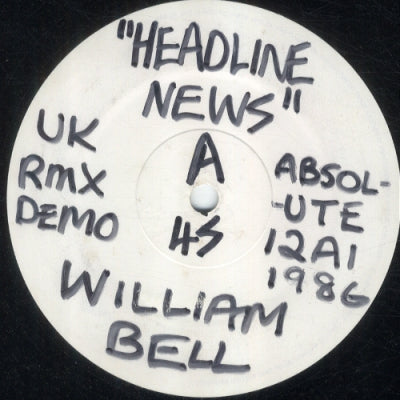 "HEADLINE
NEWS"
UK
RMX
DEMO
A
45
ABSOL-
-UTE
12A1
1986
WILLIAM
BELL